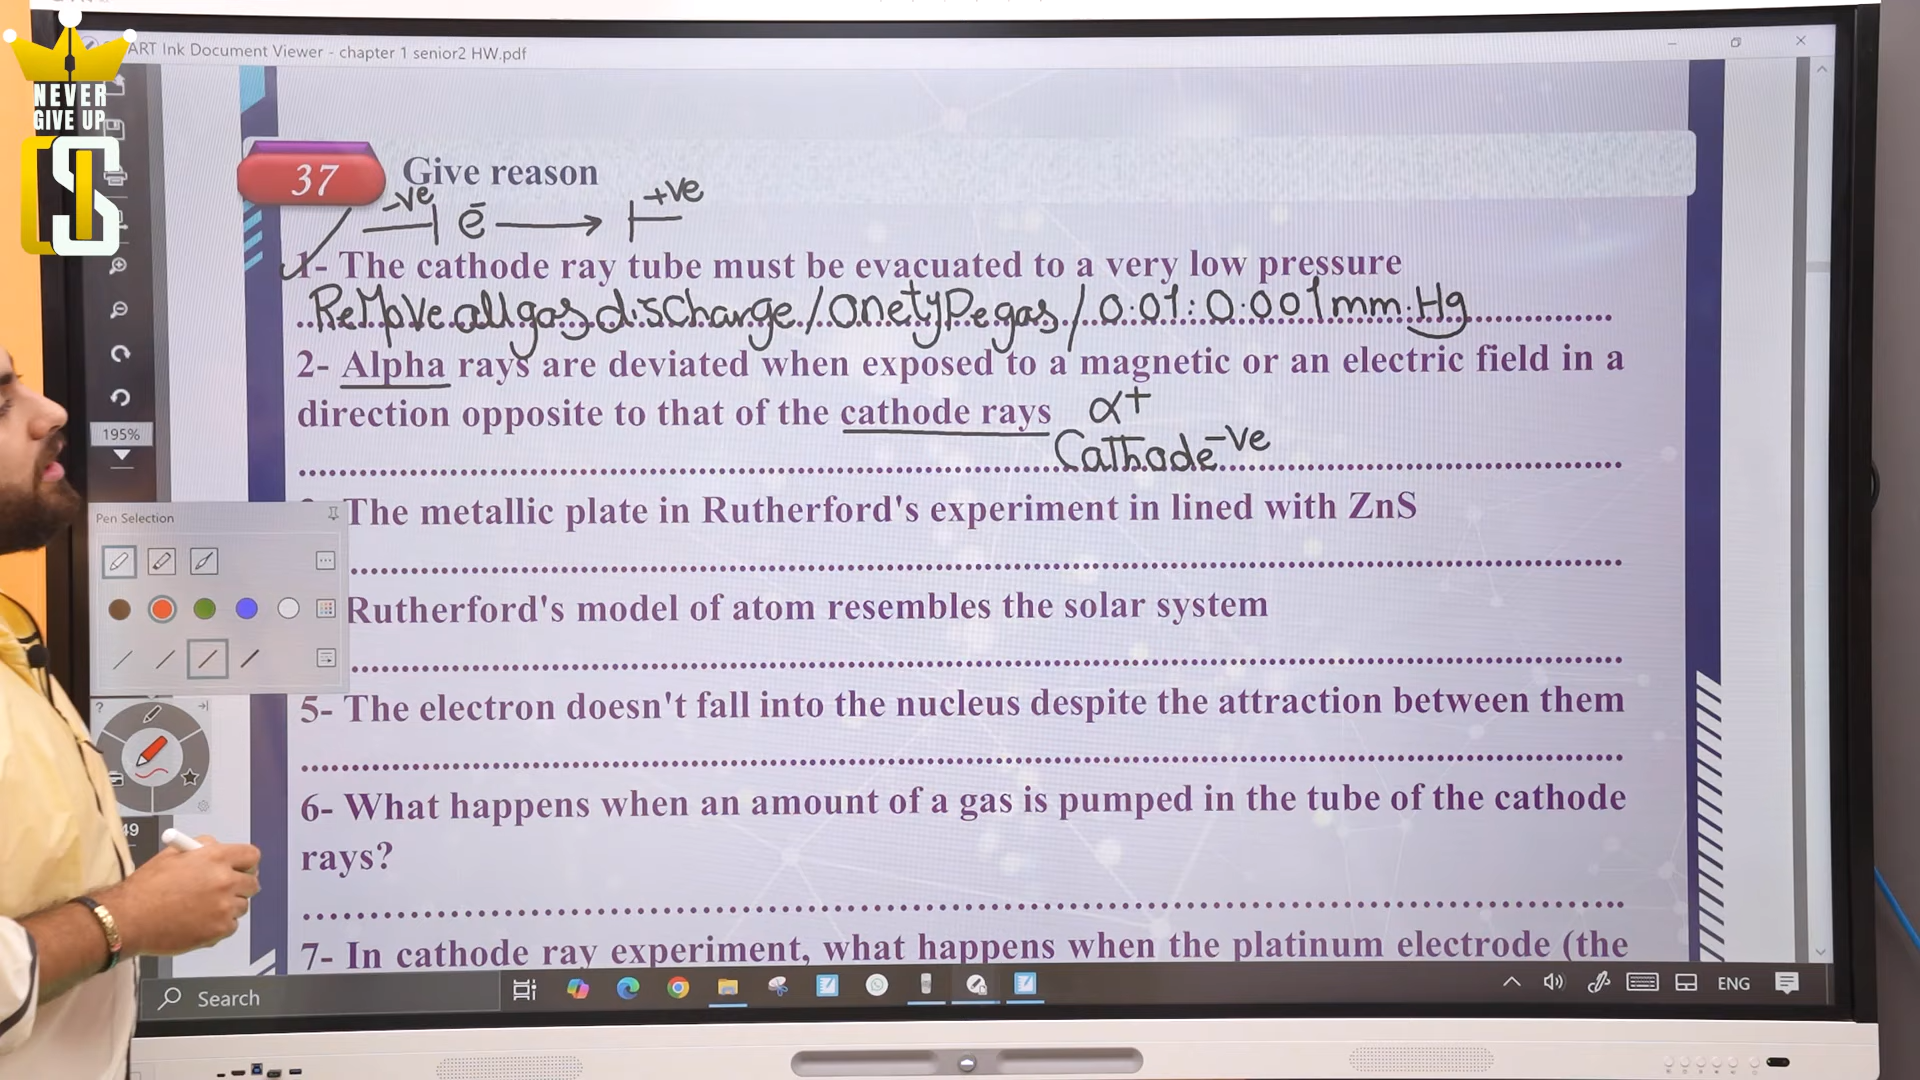 ART Ink Document Viewer - chapter 1 senior2 HW.pdf
NEVER
GIVE UP
37 Give reason
-ve e⁻ +ve
1- The cathode ray tube must be evacuated to a very low pressure
Remove all gas discharge / one type gas / 0.01 : 0.001 mm.Hg
2- Alpha rays are deviated when exposed to a magnetic or an electric field in a
direction opposite to that of the cathode rays α+
Cathode -ve
195%
Pen Selection
The metallic plate in Rutherford's experiment in lined with ZnS
Rutherford's model of atom resembles the solar system
5- The electron doesn't fall into the nucleus despite the attraction between them
6- What happens when an amount of a gas is pumped in the tube of the cathode
rays?
49
7- In cathode ray experiment, what happens when the platinum electrode (the
Search
ENG